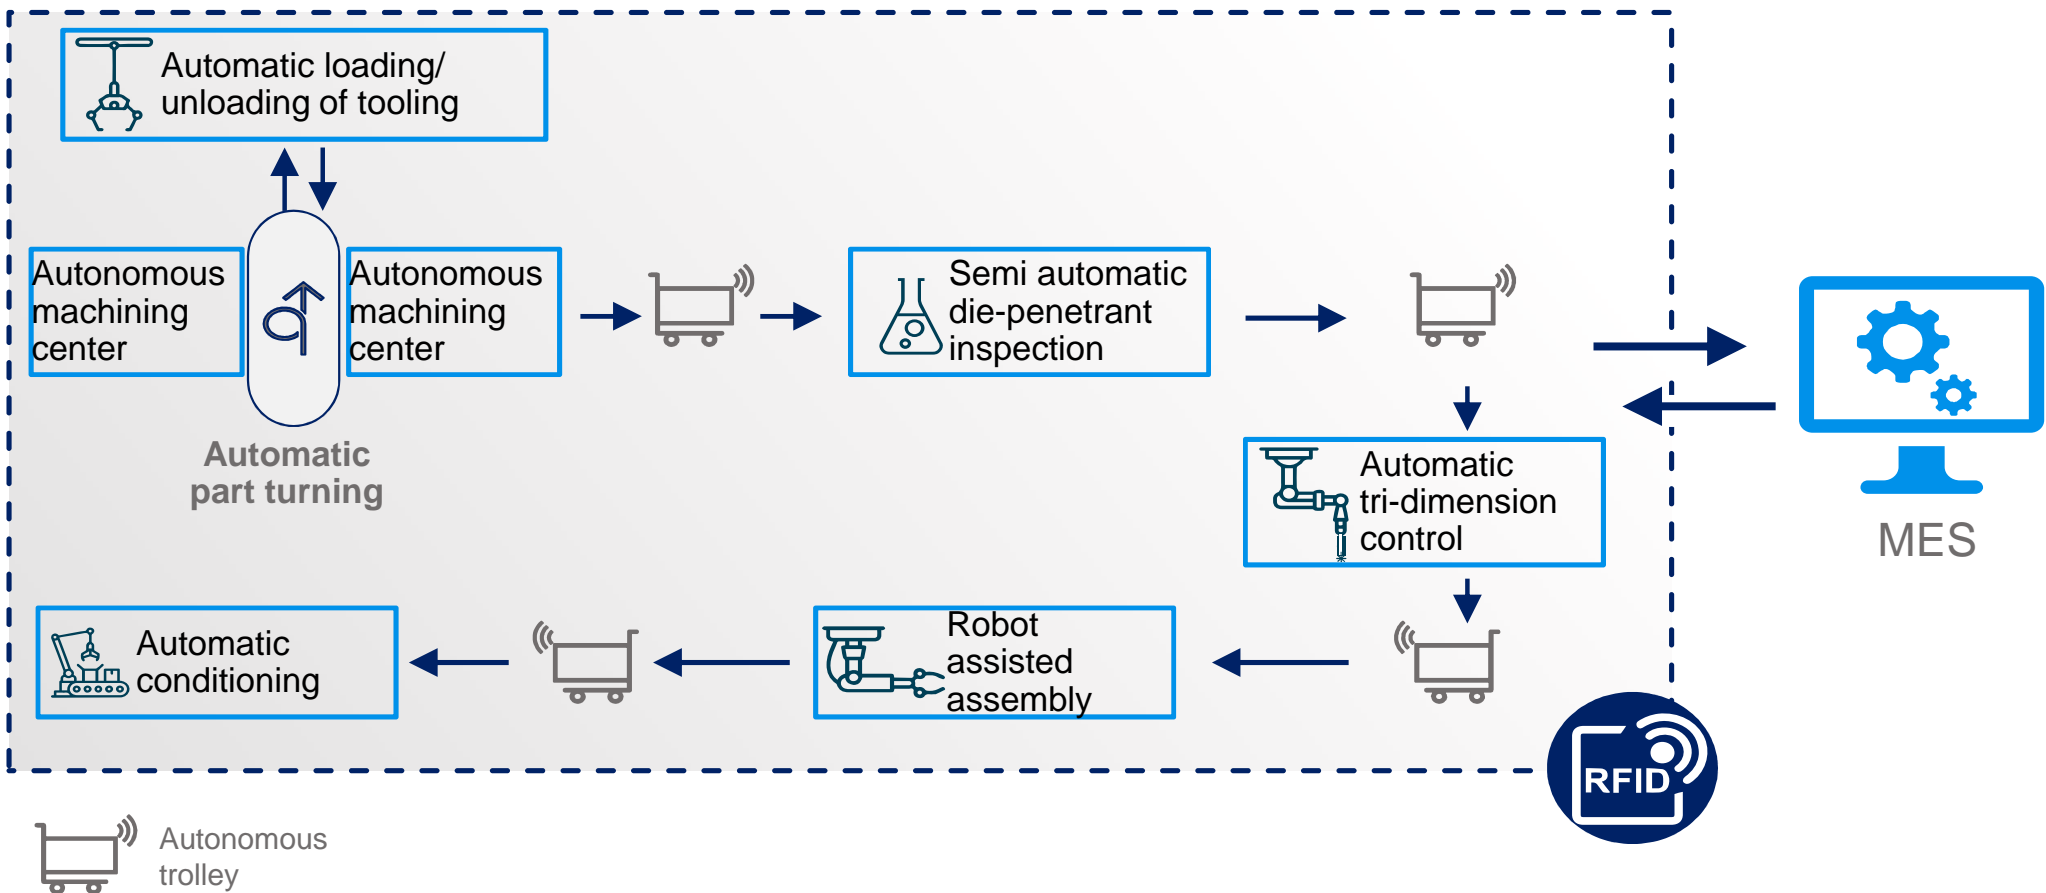 Automatic loading/
unloading of tooling
Autonomous
machining
center
Autonomous
machining
center
Semi automatic
die-penetrant
inspection
Automatic
part turning
Automatic
tri-dimension
control
MES
Automatic
conditioning
Robot
assisted
assembly
RFID
Autonomous
trolley